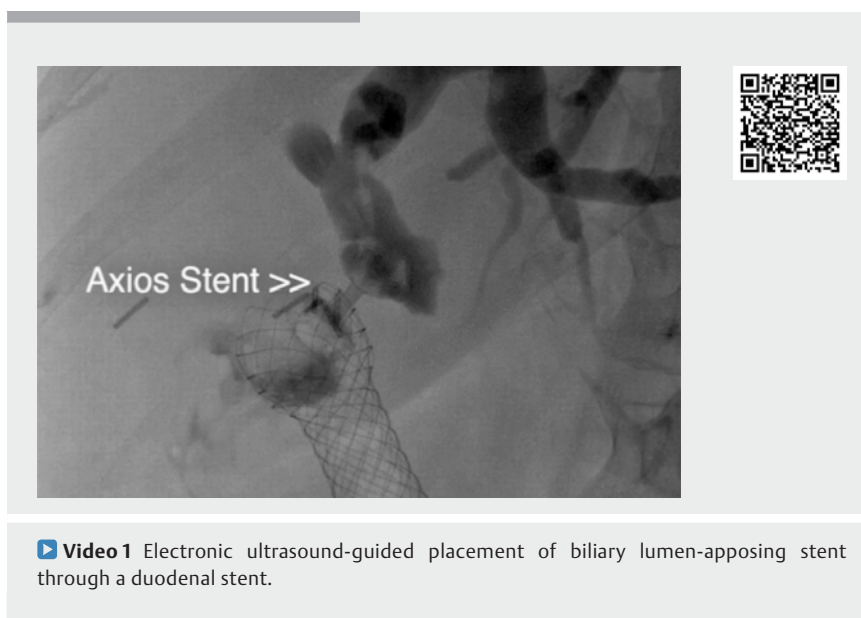 Axios Stent >>
Video 1 Electronic ultrasound-guided placement of biliary lumen-apposing stent
through a duodenal stent.